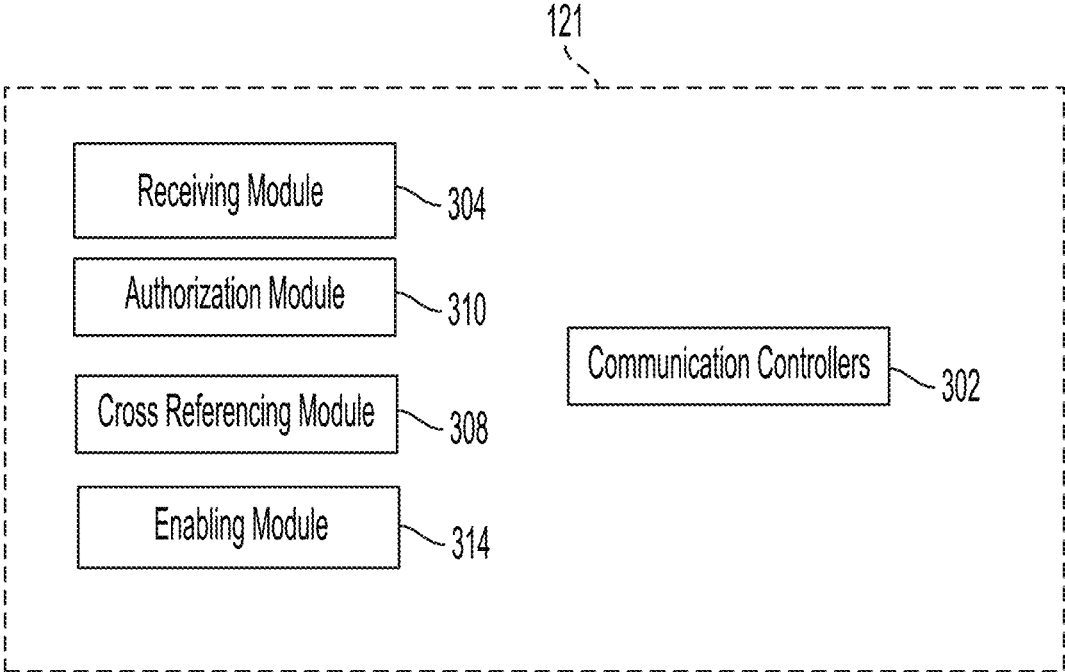 121
Receiving Module
304
Authorization Module
310
Communication Controllers
302
Cross Referencing Module
308
Enabling Module
314